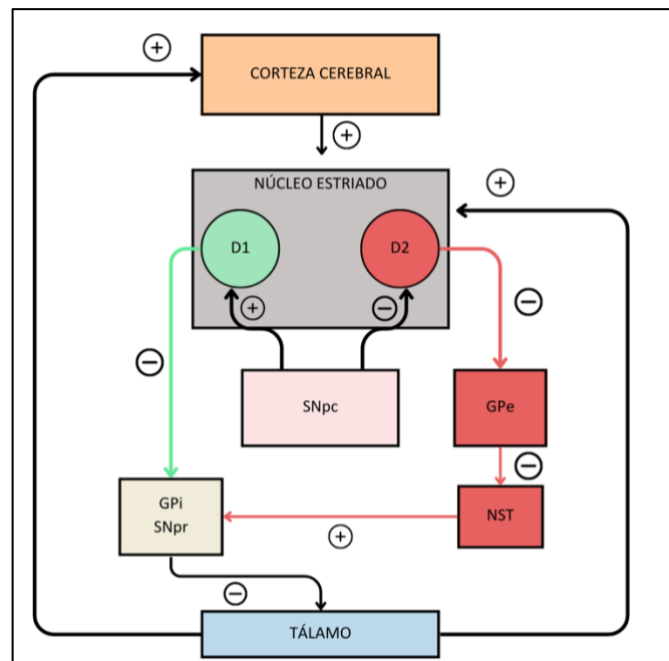 +
CORTEZA CEREBRAL
+
NÚCLEO ESTRIADO
+
D1
D2
+
−
−
−
SNpc
GPe
−
GPi
SNpr
NST
+
−
TÁLAMO